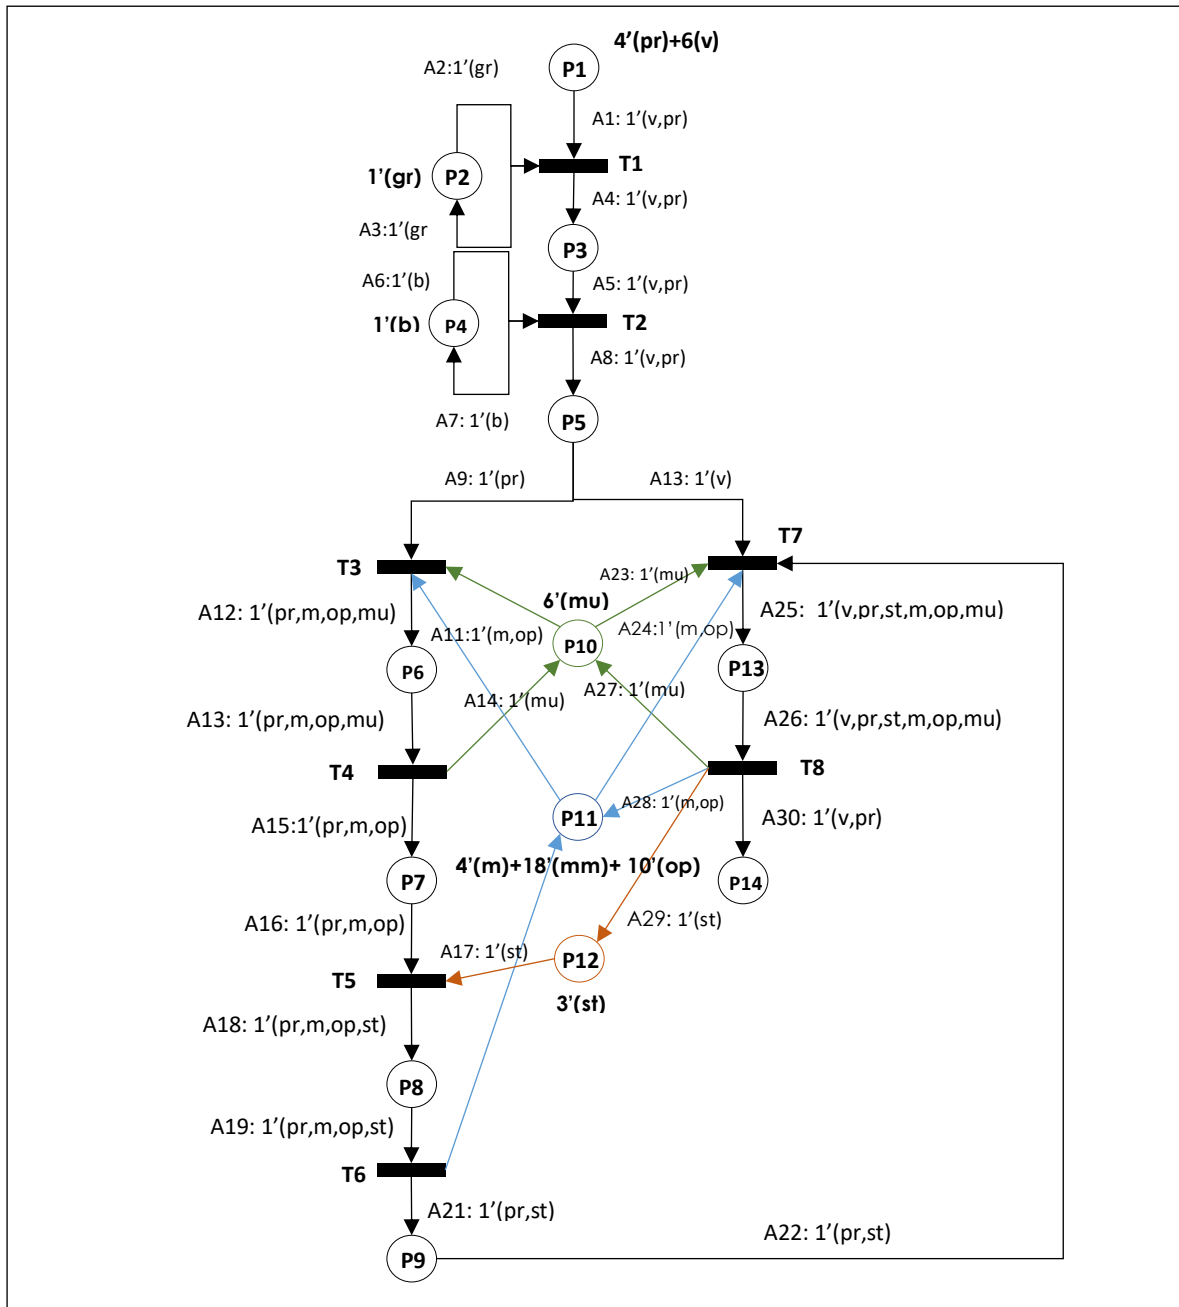 4'(pr)+6(v)
P1
A2:1'(gr)
A1: 1'(v,pr)
T1
P2
1'(gr)
A4: 1'(v,pr)
A3:1'(gr
P3
A6:1'(b)
A5: 1'(v,pr)
1'(b)
P4
T2
A8: 1'(v,pr)
A7: 1'(b)
P5
A9: 1'(pr)
A13: 1'(v)
T7
T3
A23: 1'(mu)
6'(mu)
A12: 1'(pr,m,op,mu)
A25: 1'(v,pr,st,m,op,mu)
A11:1'(m,op)
A24:1'(m,op)
P10
P6
P13
A14: 1'(mu)
A27: 1'(mu)
A13: 1'(pr,m,op,mu)
A26: 1'(v,pr,st,m,op,mu)
T4
T8
A28: 1'(m,op)
A15:1'(pr,m,op)
P11
A30: 1'(v,pr)
4'(m)+18'(mm)+ 10'(op)
P7
P14
A16: 1'(pr,m,op)
A29: 1'(st)
A17: 1'(st)
P12
T5
3'(st)
A18: 1'(pr,m,op,st)
P8
A19: 1'(pr,m,op,st)
T6
A21: 1'(pr,st)
A22: 1'(pr,st)
P9